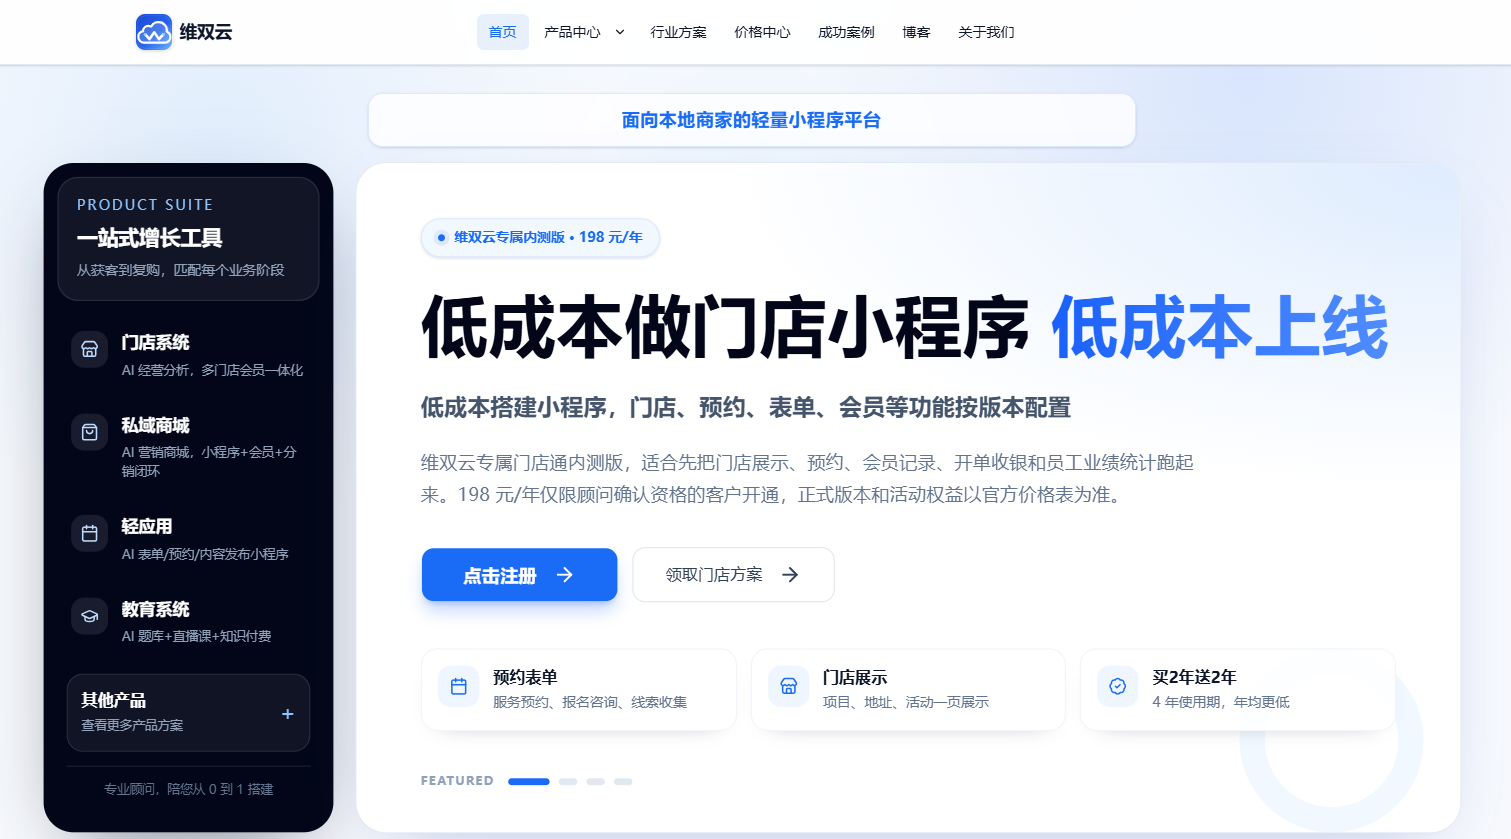 维双云
首页
产品中心
行业方案
价格中心
成功案例
博客
关于我们
面向本地商家的轻量小程序平台
PRODUCT SUITE
一站式增长工具
从获客到复购，匹配每个业务阶段
门店系统
AI 经营分析，多门店会员一体化
私域商城
AI 营销商城，小程序+会员+分
销闭环
轻应用
AI 表单/预约/内容发布小程序
教育系统
AI 题库+直播课+知识付费
其他产品
查看更多产品方案
+
专业顾问，陪您从 0 到 1 搭建
维双云专属内测版 • 198 元/年
低成本做门店小程序 低成本上线
低成本搭建小程序，门店、预约、表单、会员等功能按版本配置
维双云专属门店通内测版，适合先把门店展示、预约、会员记录、开单收银和员工业绩统计跑起
来。198 元/年仅限顾问确认资格的客户开通，正式版本和活动权益以官方价格表为准。
点击注册 →
领取门店方案 →
预约表单
服务预约、报名咨询、线索收集
门店展示
项目、地址、活动一页展示
买2年送2年
4 年使用期，年均更低
FEATURED